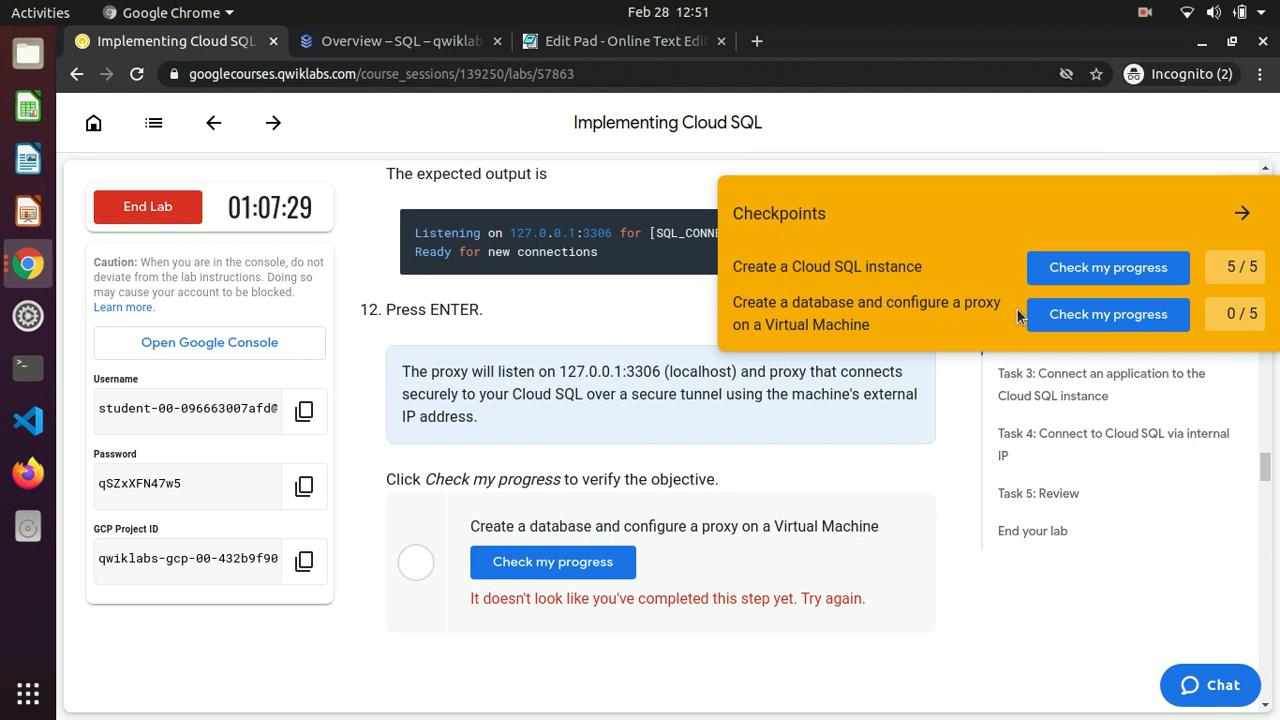 Activities
Google Chrome
Feb 28 12:51
Implementing Cloud SQL
Overview – SQL – qwiklab
Edit Pad - Online Text Edi
googlecourses.qwiklabs.com/course_sessions/139250/labs/57863
Incognito (2)
Implementing Cloud SQL
End Lab
01:07:29
Caution: When you are in the console, do not
deviate from the lab instructions. Doing so
may cause your account to be blocked.
Learn more.
Open Google Console
Username
student-00-096663007afd@
Password
qSZxXFN47w5
GCP Project ID
qwiklabs-gcp-00-432b9f90
The expected output is
Listening on 127.0.0.1:3306 for [SQL_CONNE
Ready for new connections
12. Press ENTER.
The proxy will listen on 127.0.0.1:3306 (localhost) and proxy that connects
securely to your Cloud SQL over a secure tunnel using the machine's external
IP address.
Click Check my progress to verify the objective.
Create a database and configure a proxy on a Virtual Machine
Check my progress
It doesn't look like you've completed this step yet. Try again.
Checkpoints
Create a Cloud SQL instance
Check my progress
5 / 5
Create a database and configure a proxy
on a Virtual Machine
Check my progress
0 / 5
Task 3: Connect an application to the
Cloud SQL instance
Task 4: Connect to Cloud SQL via internal
IP
Task 5: Review
End your lab
Chat